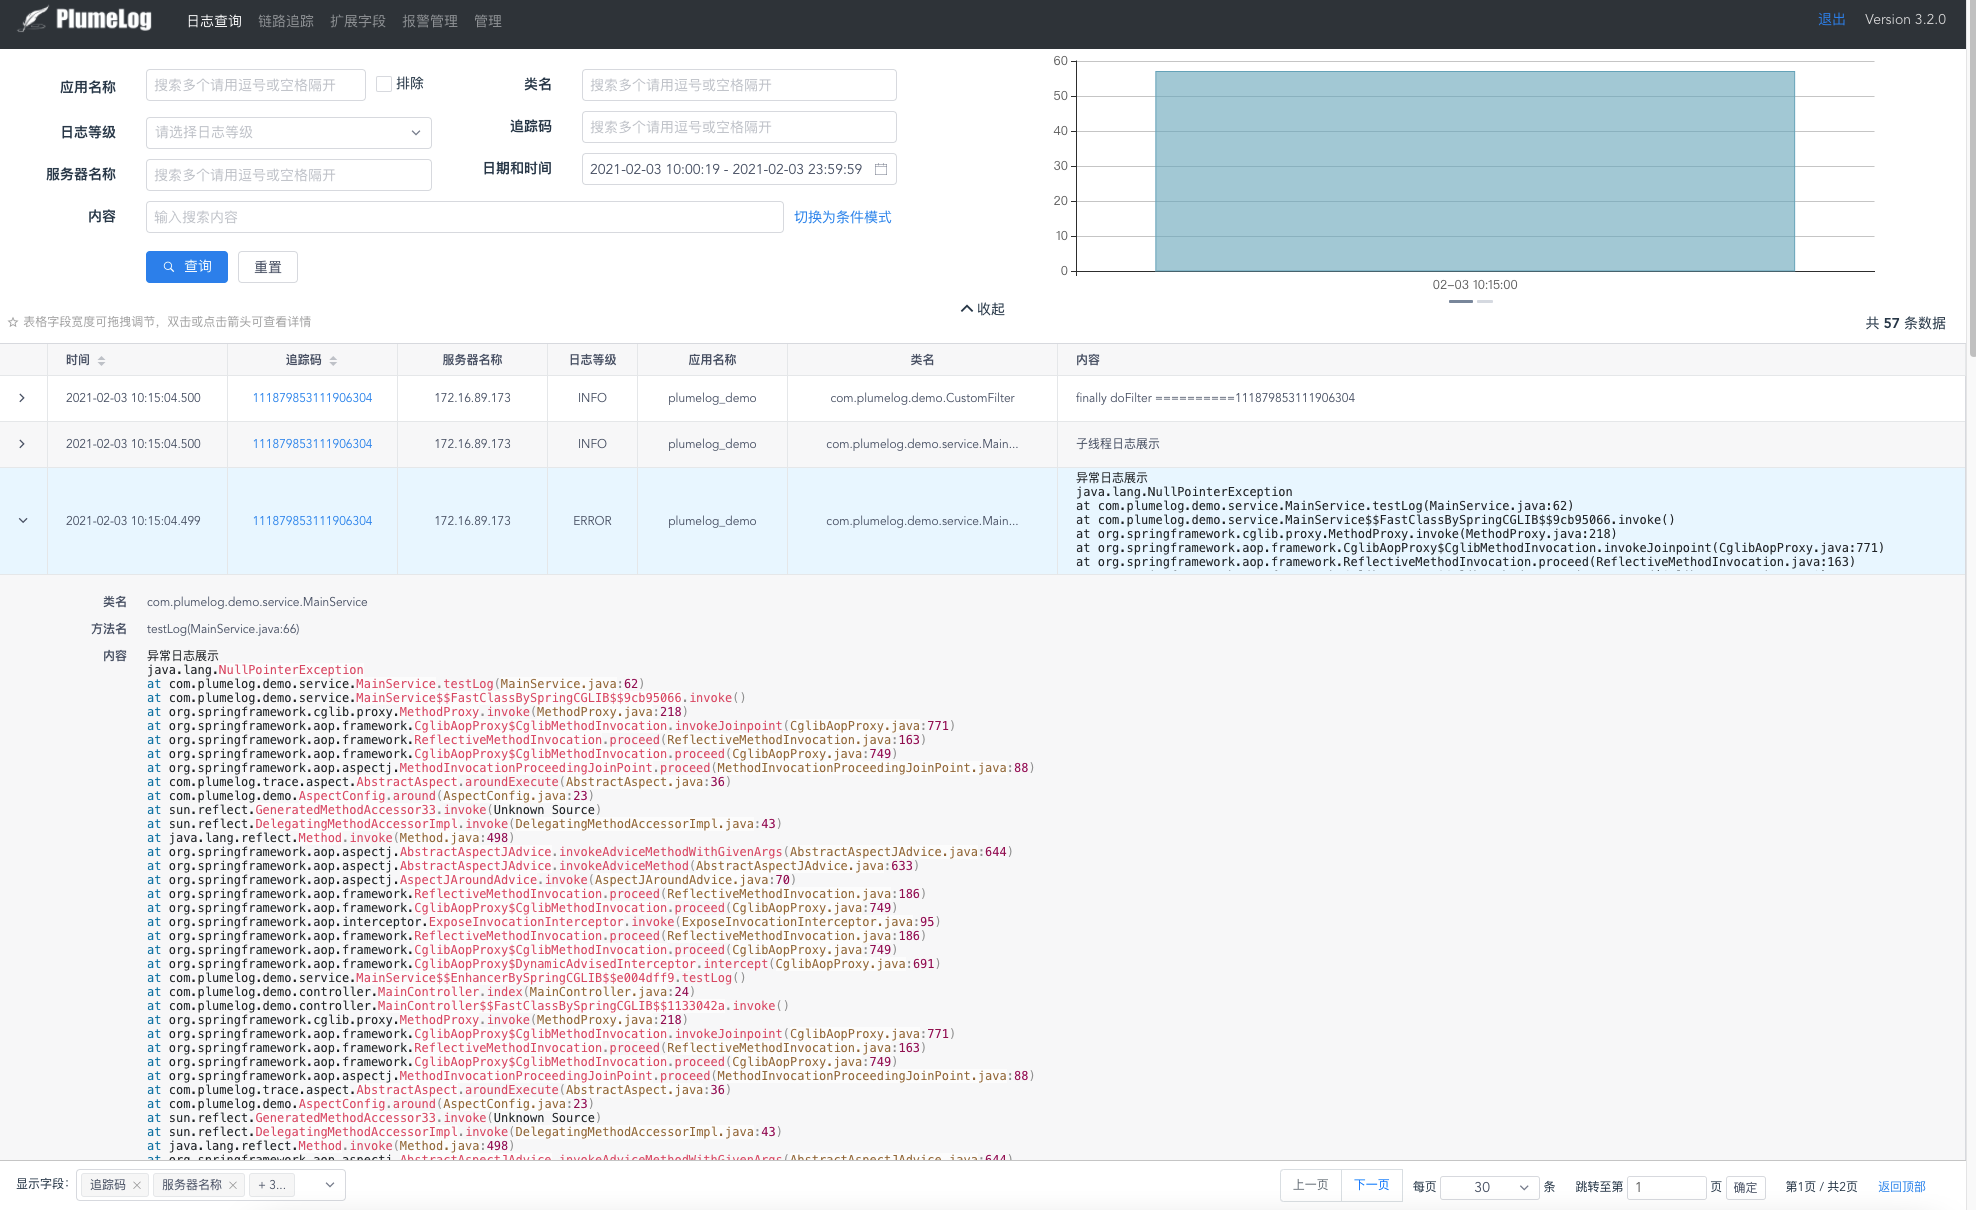 PlumeLog 日志查询 链路追踪 扩展字段 报警管理 管理 退出 Version 3.2.0
应用名称 搜索多个请用逗号或空格隔开 排除 类名 搜索多个请用逗号或空格隔开
日志等级 请选择日志等级 追踪码 搜索多个请用逗号或空格隔开
服务器名称 搜索多个请用逗号或空格隔开 日期和时间 2021-02-03 10:00:19 - 2021-02-03 23:59:59
内容 输入搜索内容 切换为条件模式
查询 重置
60
50
40
30
20
10
0
02-03 10:15:00
收起
表格字段宽度可拖拽调节，双击或点击箭头可查看详情 共 57 条数据
时间 追踪码 服务器名称 日志等级 应用名称 类名 内容
2021-02-03 10:15:04.500 111879853111906304 172.16.89.173 INFO plumelog_demo com.plumelog.demo.CustomFilter finally doFilter ==========111879853111906304
2021-02-03 10:15:04.500 111879853111906304 172.16.89.173 INFO plumelog_demo com.plumelog.demo.service.Main... 子线程日志展示
2021-02-03 10:15:04.499 111879853111906304 172.16.89.173 ERROR plumelog_demo com.plumelog.demo.service.Main...
异常日志展示
java.lang.NullPointerException
at com.plumelog.demo.service.MainService.testLog(MainService.java:62)
at com.plumelog.demo.service.MainService$$FastClassBySpringCGLIB$$9cb95066.invoke()
at org.springframework.cglib.proxy.MethodProxy.invoke(MethodProxy.java:218)
at org.springframework.aop.framework.CglibAopProxy$CglibMethodInvocation.invokeJoinpoint(CglibAopProxy.java:771)
at org.springframework.aop.framework.ReflectiveMethodInvocation.proceed(ReflectiveMethodInvocation.java:163)
类名 com.plumelog.demo.service.MainService
方法名 testLog(MainService.java:66)
内容 异常日志展示
java.lang.NullPointerException
at com.plumelog.demo.service.MainService.testLog(MainService.java:62)
at com.plumelog.demo.service.MainService$$FastClassBySpringCGLIB$$9cb95066.invoke()
at org.springframework.cglib.proxy.MethodProxy.invoke(MethodProxy.java:218)
at org.springframework.aop.framework.CglibAopProxy$CglibMethodInvocation.invokeJoinpoint(CglibAopProxy.java:771)
at org.springframework.aop.framework.ReflectiveMethodInvocation.proceed(ReflectiveMethodInvocation.java:163)
at org.springframework.aop.framework.CglibAopProxy$CglibMethodInvocation.proceed(CglibAopProxy.java:749)
at org.springframework.aop.aspectj.MethodInvocationProceedingJoinPoint.proceed(MethodInvocationProceedingJoinPoint.java:88)
at com.plumelog.trace.aspect.AbstractAspect.aroundExecute(AbstractAspect.java:36)
at com.plumelog.demo.AspectConfig.around(AspectConfig.java:23)
at sun.reflect.GeneratedMethodAccessor33.invoke(Unknown Source)
at sun.reflect.DelegatingMethodAccessorImpl.invoke(DelegatingMethodAccessorImpl.java:43)
at java.lang.reflect.Method.invoke(Method.java:498)
at org.springframework.aop.aspectj.AbstractAspectJAdvice.invokeAdviceMethodWithGivenArgs(AbstractAspectJAdvice.java:644)
at org.springframework.aop.aspectj.AbstractAspectJAdvice.invokeAdviceMethod(AbstractAspectJAdvice.java:633)
at org.springframework.aop.aspectj.AspectJAroundAdvice.invoke(AspectJAroundAdvice.java:70)
at org.springframework.aop.framework.ReflectiveMethodInvocation.proceed(ReflectiveMethodInvocation.java:186)
at org.springframework.aop.framework.CglibAopProxy$CglibMethodInvocation.proceed(CglibAopProxy.java:749)
at org.springframework.aop.interceptor.ExposeInvocationInterceptor.invoke(ExposeInvocationInterceptor.java:95)
at org.springframework.aop.framework.ReflectiveMethodInvocation.proceed(ReflectiveMethodInvocation.java:186)
at org.springframework.aop.framework.CglibAopProxy$CglibMethodInvocation.proceed(CglibAopProxy.java:749)
at org.springframework.aop.framework.CglibAopProxy$DynamicAdvisedInterceptor.intercept(CglibAopProxy.java:691)
at com.plumelog.demo.service.MainService$$EnhancerBySpringCGLIB$$e004dff9.testLog()
at com.plumelog.demo.controller.MainController.index(MainController.java:24)
at com.plumelog.demo.controller.MainController$$FastClassBySpringCGLIB$$1133042a.invoke()
at org.springframework.cglib.proxy.MethodProxy.invoke(MethodProxy.java:218)
at org.springframework.aop.framework.CglibAopProxy$CglibMethodInvocation.invokeJoinpoint(CglibAopProxy.java:771)
at org.springframework.aop.framework.ReflectiveMethodInvocation.proceed(ReflectiveMethodInvocation.java:163)
at org.springframework.aop.framework.CglibAopProxy$CglibMethodInvocation.proceed(CglibAopProxy.java:749)
at org.springframework.aop.aspectj.MethodInvocationProceedingJoinPoint.proceed(MethodInvocationProceedingJoinPoint.java:88)
at com.plumelog.trace.aspect.AbstractAspect.aroundExecute(AbstractAspect.java:36)
at com.plumelog.demo.AspectConfig.around(AspectConfig.java:23)
at sun.reflect.GeneratedMethodAccessor33.invoke(Unknown Source)
at sun.reflect.DelegatingMethodAccessorImpl.invoke(DelegatingMethodAccessorImpl.java:43)
at java.lang.reflect.Method.invoke(Method.java:498)
at org.springframework.aop.aspectj.AbstractAspectJAdvice.invokeAdviceMethodWithGivenArgs(AbstractAspectJAdvice.java:644)
显示字段： 追踪码 服务器名称 + 3... 上一页 下一页 每页 30 条 跳转至第 1 页 确定 第1页 / 共2页 返回顶部